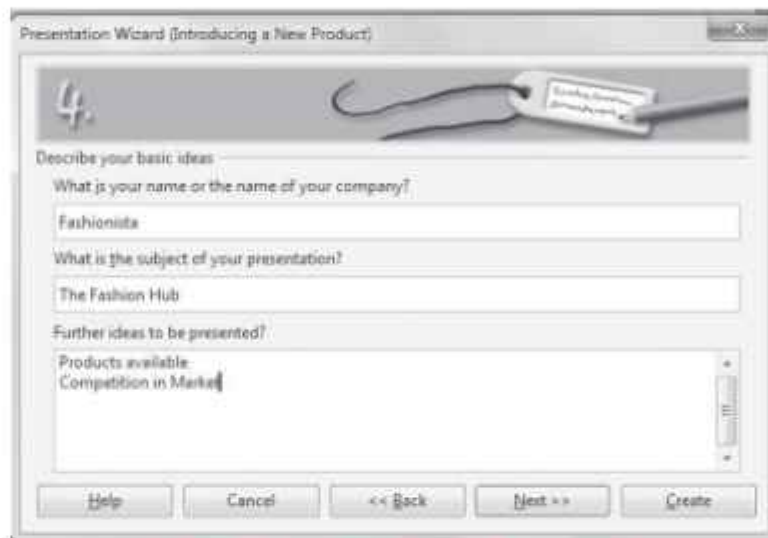 Presentation Wizard (Introducing a New Product)
4.
Describe your basic ideas
What is your name or the name of your company?
Fashionista
What is the subject of your presentation?
The Fashion Hub
Further ideas to be presented?
Products available
Competition in Market
Help Cancel << Back Next >> Create